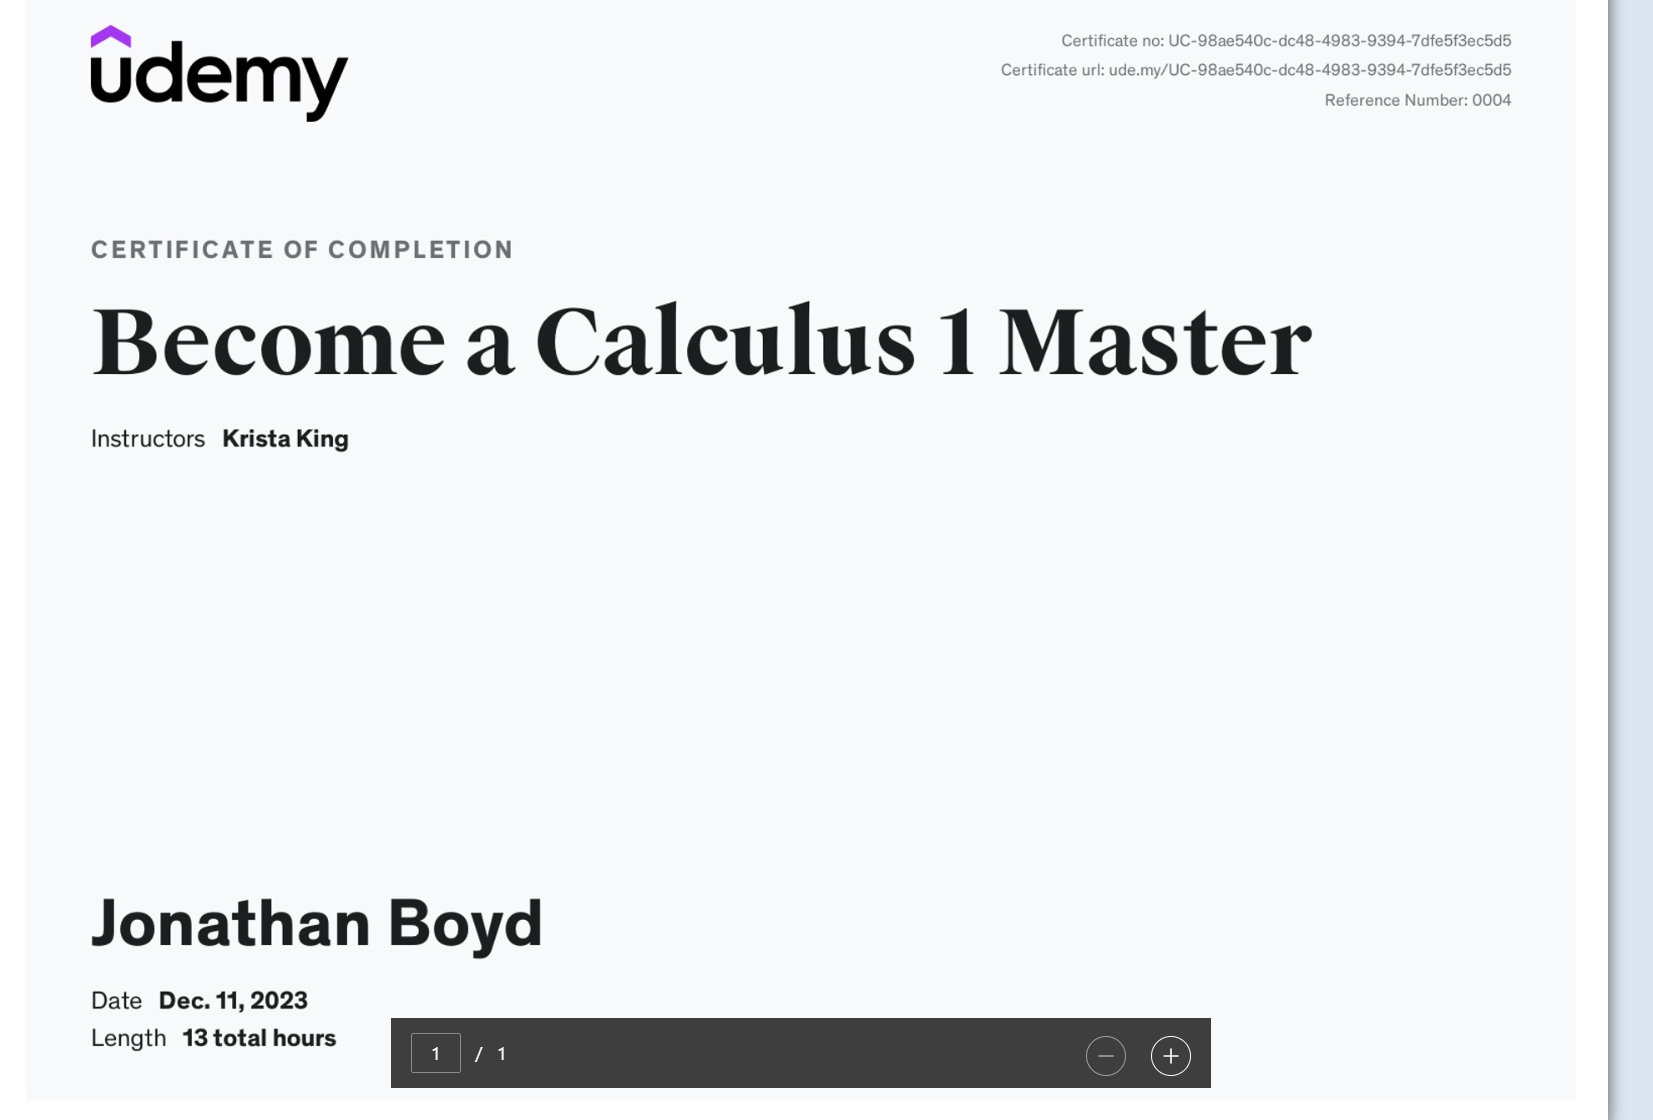 udemy
Certificate no: UC-98ae540c-dc48-4983-9394-7dfe5f3ec5d5
Certificate url: ude.my/UC-98ae540c-dc48-4983-9394-7dfe5f3ec5d5
Reference Number: 0004
CERTIFICATE OF COMPLETION
Become a Calculus 1 Master
Instructors Krista King
Jonathan Boyd
Date Dec. 11, 2023
Length 13 total hours
1 / 1